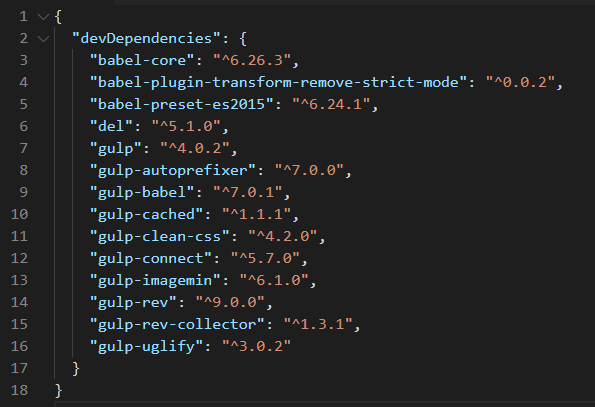 1 {
2 "devDependencies": {
3 "babel-core": "^6.26.3",
4 "babel-plugin-transform-remove-strict-mode": "^0.0.2",
5 "babel-preset-es2015": "^6.24.1",
6 "del": "^5.1.0",
7 "gulp": "^4.0.2",
8 "gulp-autoprefixer": "^7.0.0",
9 "gulp-babel": "^7.0.1",
10 "gulp-cached": "^1.1.1",
11 "gulp-clean-css": "^4.2.0",
12 "gulp-connect": "^5.7.0",
13 "gulp-imagemin": "^6.1.0",
14 "gulp-rev": "^9.0.0",
15 "gulp-rev-collector": "^1.3.1",
16 "gulp-uglify": "^3.0.2"
17 }
18 }